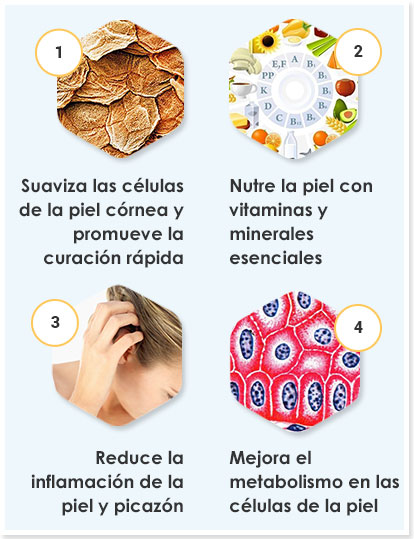 1
Suaviza las células
de la piel córnea y
promueve la
curación rápida
2
E,F A B₁
PP
K
D C
Nutre la piel con
vitaminas y
minerales
esenciales
3
Reduce la
inflamación de la
piel y picazón
4
Mejora el
metabolismo en las
células de la piel